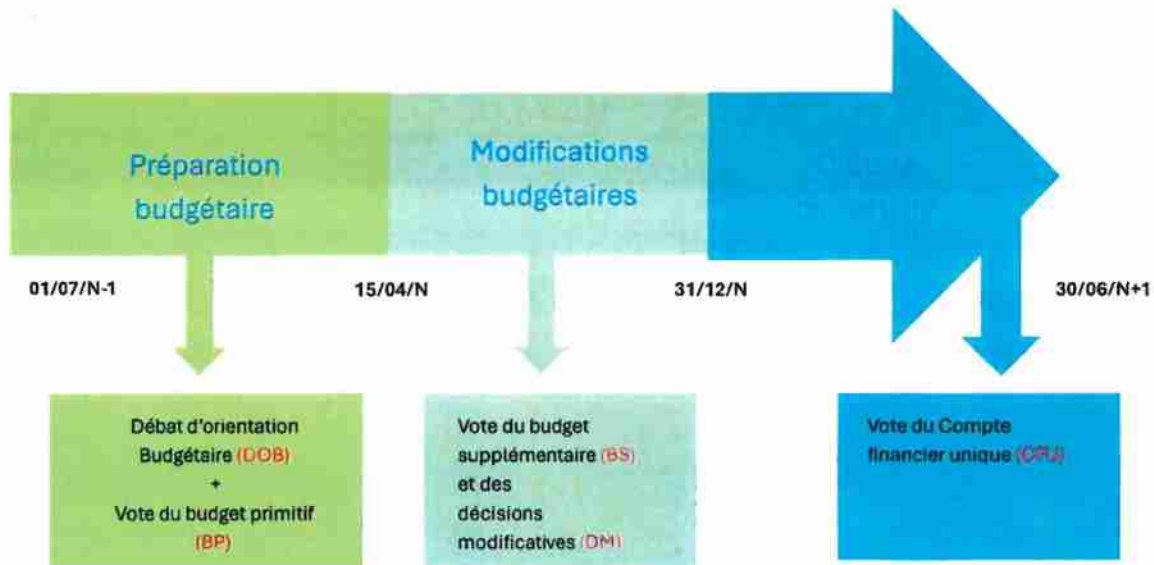 Préparation
budgétaire
Modifications
budgétaires
01/07/N-1
15/04/N
31/12/N
30/06/N+1
Débat d'orientation
Budgétaire (DOB)
+
Vote du budget primitif
(BP)
Vote du budget
supplémentaire (BS)
et des
décisions
modificatives (DM)
Vote du Compte
financier unique (CFU)